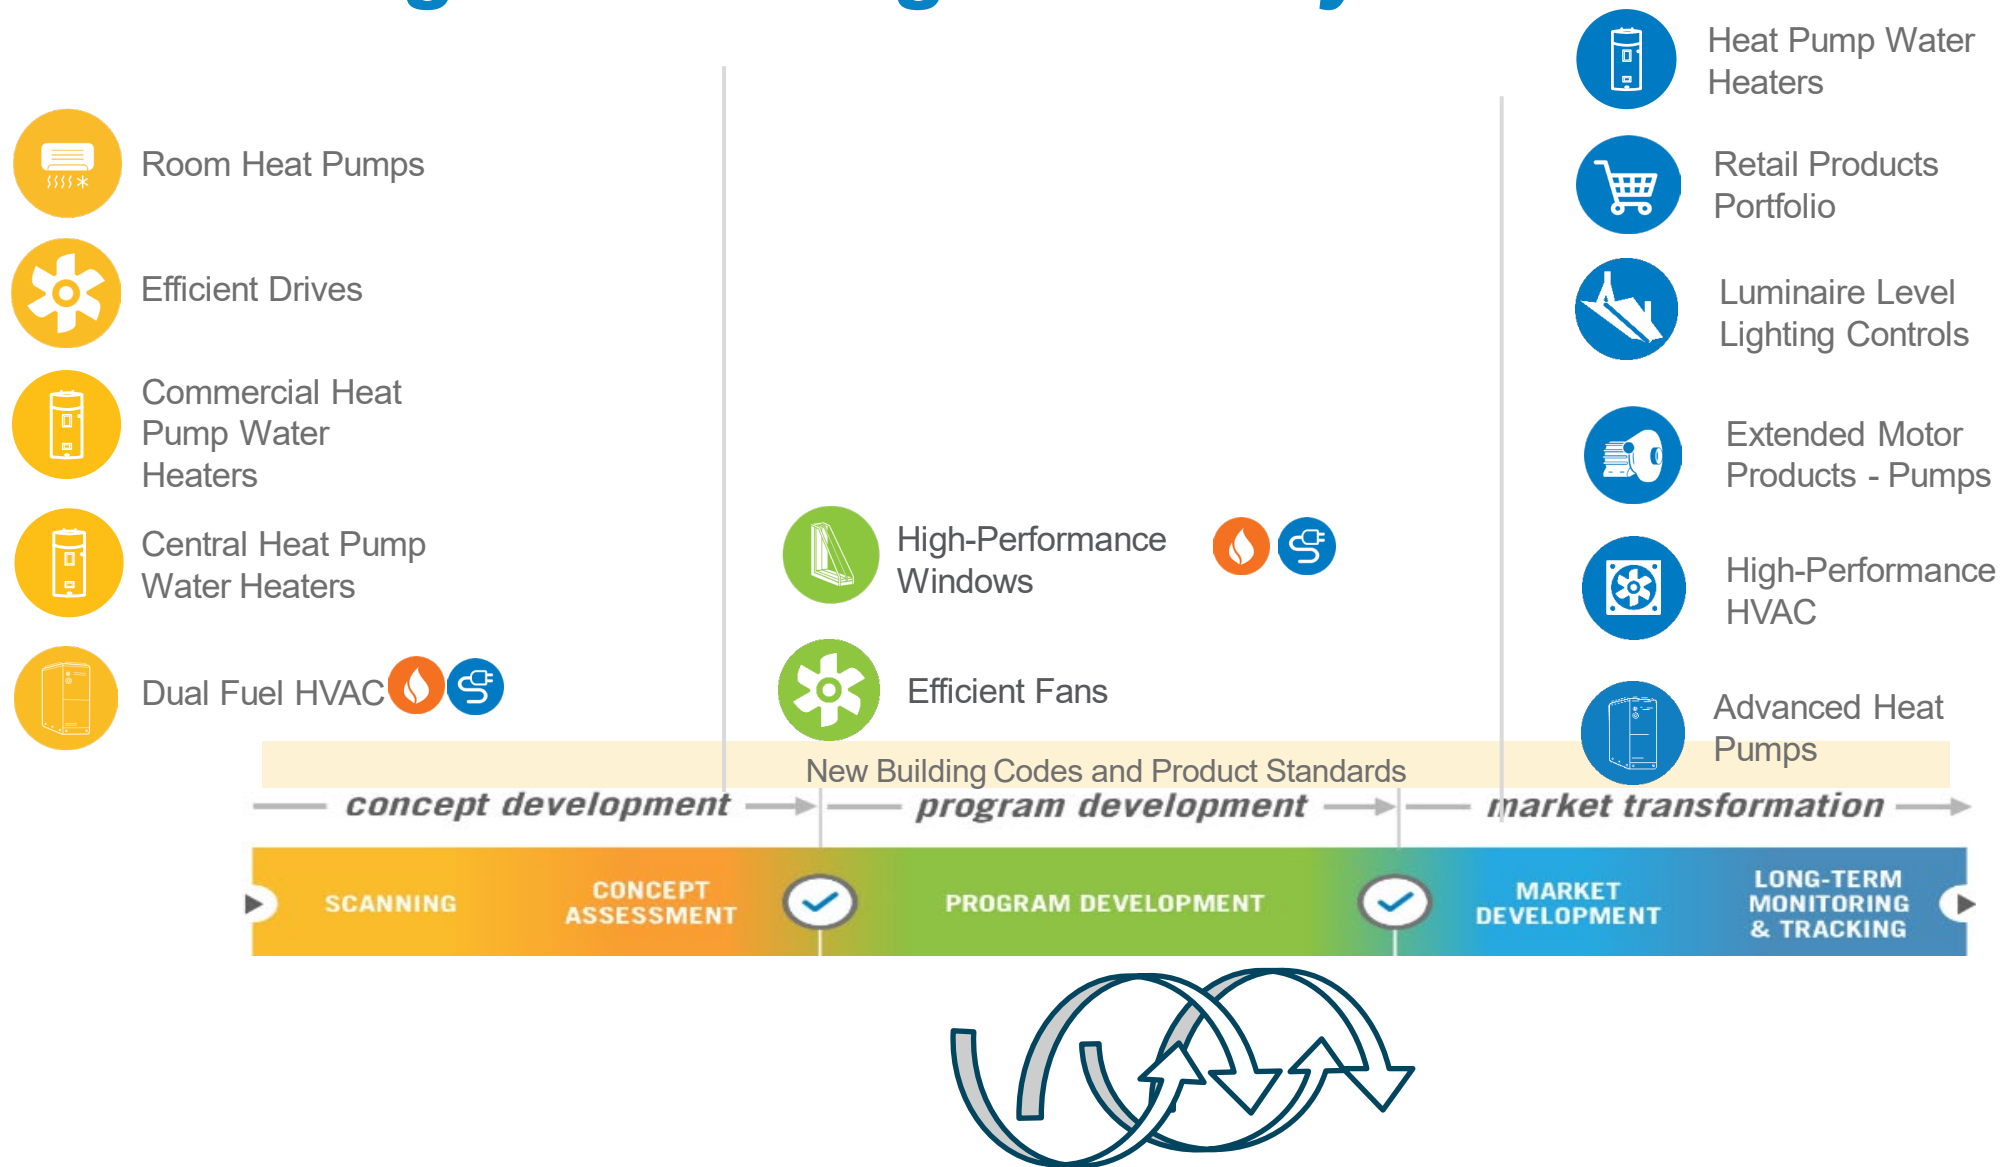 Room Heat Pumps
Efficient Drives
Commercial Heat
Pump Water
Heaters
Central Heat Pump
Water Heaters
Dual Fuel HVAC
High-Performance
Windows
Efficient Fans
Heat Pump Water
Heaters
Retail Products
Portfolio
Luminaire Level
Lighting Controls
Extended Motor
Products - Pumps
High-Performance
HVAC
Advanced Heat
Pumps
New Building Codes and Product Standards
concept development
program development
market transformation
SCANNING
CONCEPT
ASSESSMENT
PROGRAM DEVELOPMENT
MARKET
DEVELOPMENT
LONG-TERM
MONITORING
& TRACKING